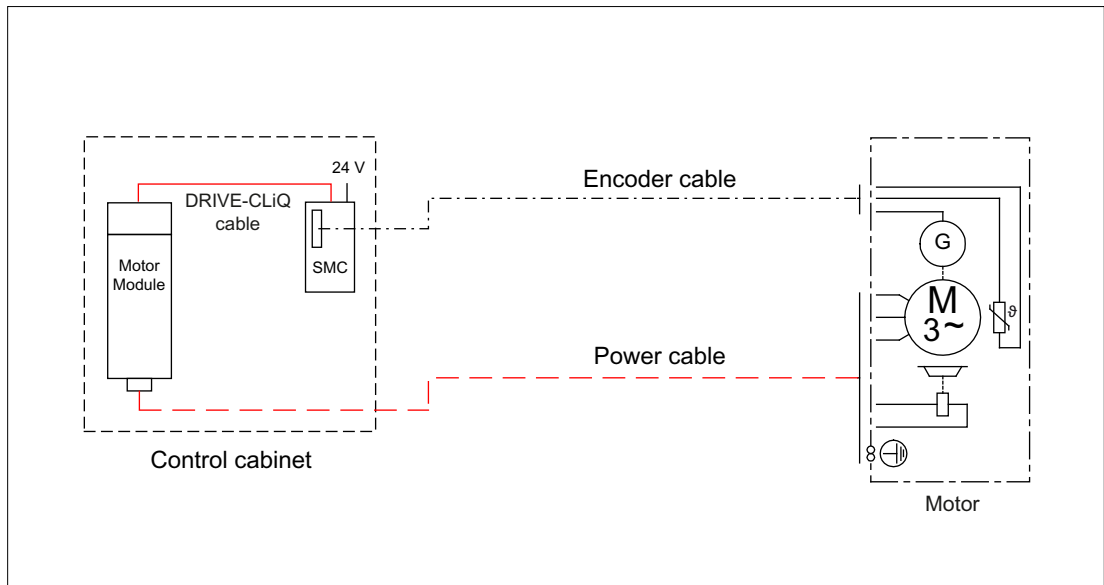 24 V
DRIVE-CLiQ
cable
Motor
Module
SMC
Encoder cable
Power cable
Control cabinet
G
M
3~
ϑ
Motor